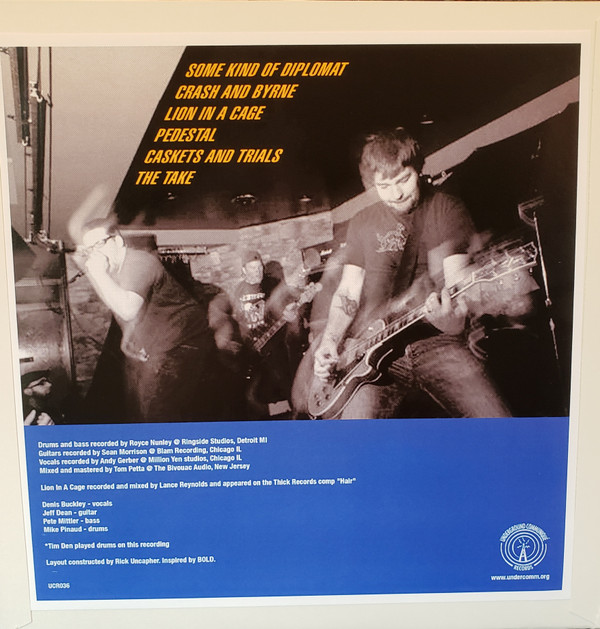 SOME KIND OF DIPLOMAT
CRASH AND BYRNE
LION IN A CAGE
PEDESTAL
CASKETS AND TRIALS
THE TAKE
Drums and bass recorded by Royce Nunley @ Ringside Studios, Detroit MI
Guitars recorded by Sean Morrison @ Blam Recording, Chicago IL
Vocals recorded by Andy Gerber @ Million Yen studios, Chicago IL
Mixed and mastered by Tom Petta @ The Bivouac Audio, New Jersey
Lion In A Cage recorded and mixed by Lance Reynolds and appeared on the Thick Records comp "Hair"
Denis Buckley - vocals
Jeff Dean - guitar
Pete Mittler - bass
Mike Pinaud - drums
*Tim Den played drums on this recording
Layout constructed by Rick Uncapher. Inspired by BOLD.
UCR036
UNDERGROUND COMMUNIQUE
RECORDS
www.undercomm.org